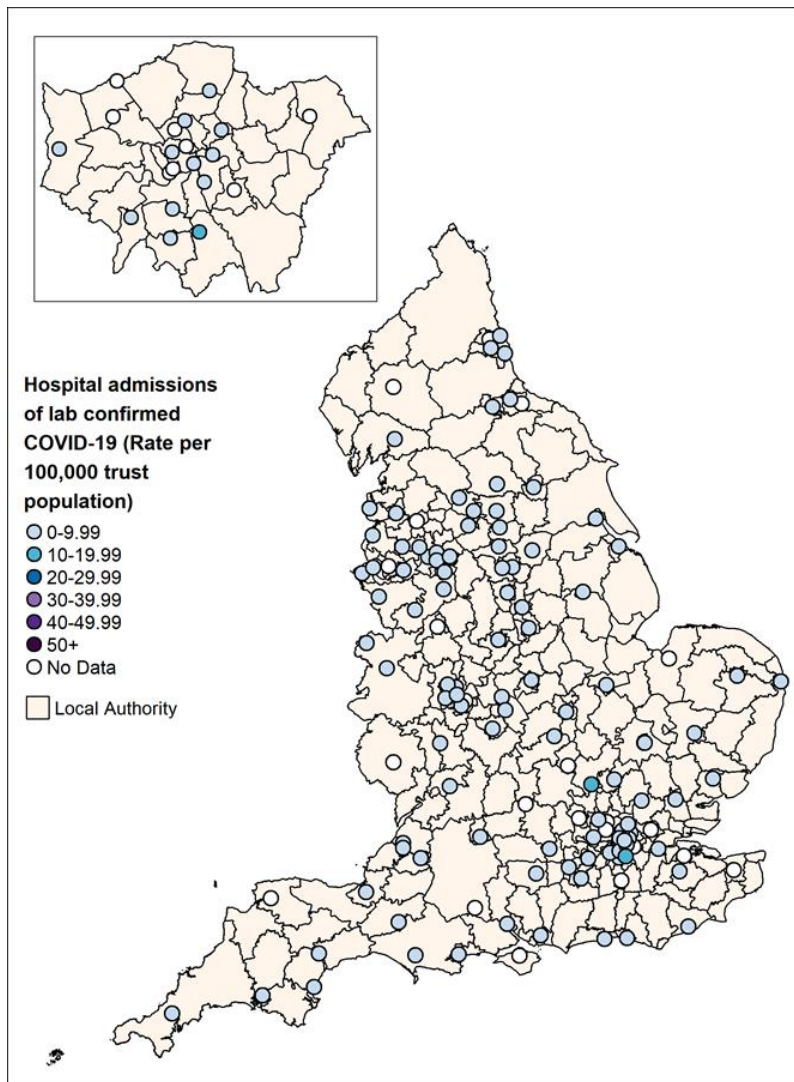 Hospital admissions
of lab confirmed
COVID-19 (Rate per
100,000 trust
population)
0-9.99
10-19.99
20-29.99
30-39.99
40-49.99
50+
No Data
Local Authority